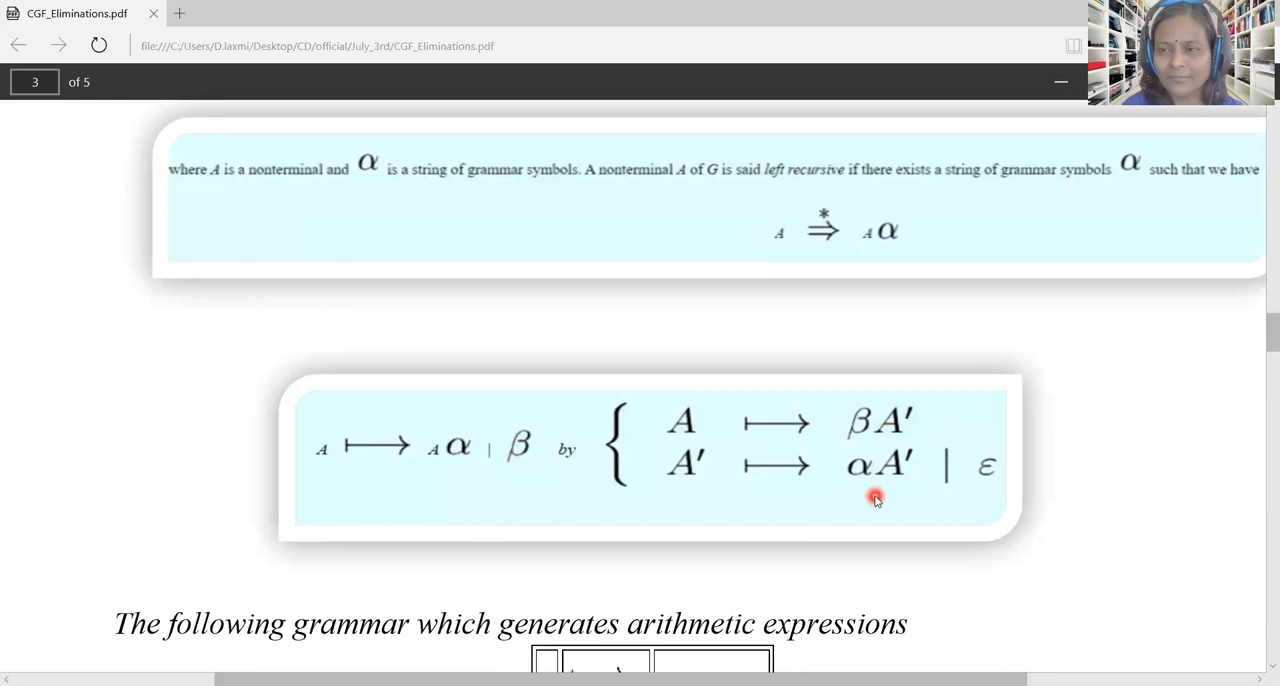 CGF_Eliminations.pdf
file:///C:/Users/D.laxmi/Desktop/CD/official/July_3rd/CGF_Eliminations.pdf
3 of 5
where A is a nonterminal and α is a string of grammar symbols. A nonterminal A of G is said left recursive if there exists a string of grammar symbols α such that we have
A ⇒* A α
A ⟼ A α | β by { A ⟼ βA′
A′ ⟼ αA′ | ε
The following grammar which generates arithmetic expressions